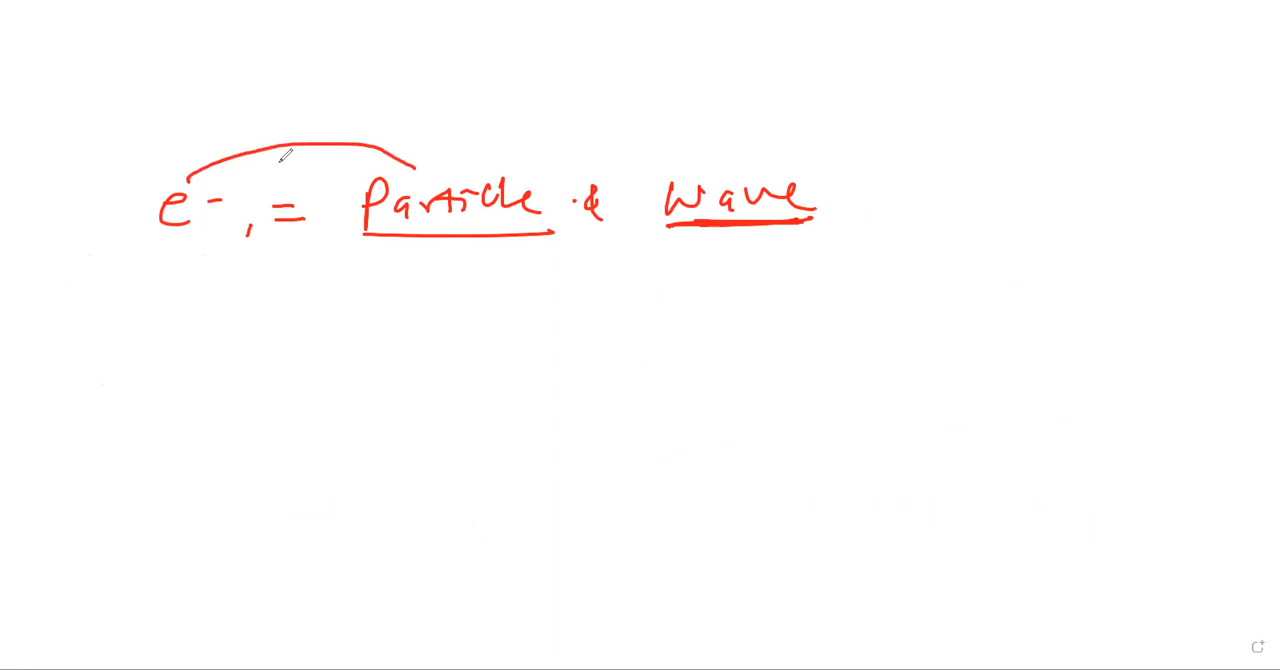 e⁻, = Particle & wave